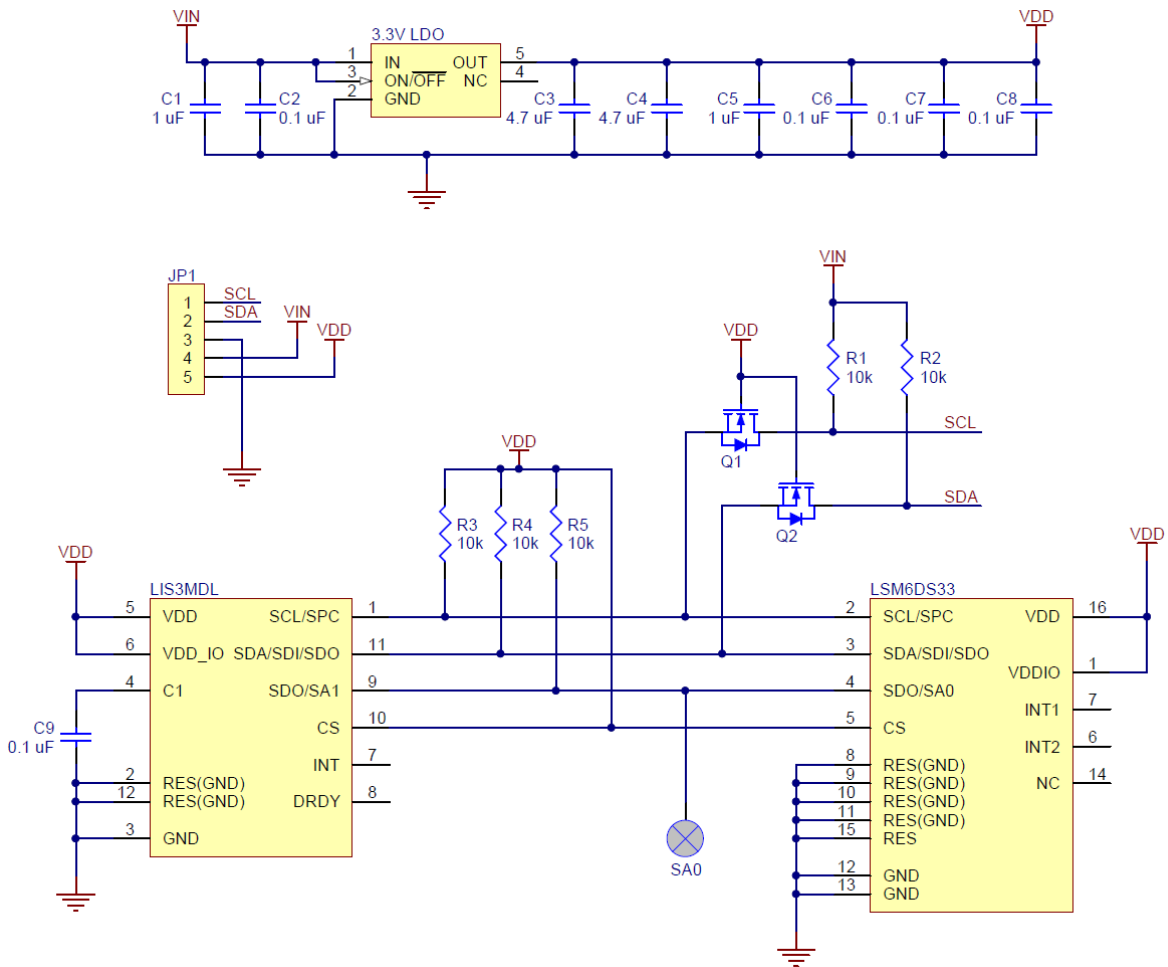 VIN
3.3V LDO
VDD
1 IN OUT 5
3 ON/OFF NC 4
2 GND
C1
1 uF
C2
0.1 uF
C3
4.7 uF
C4
4.7 uF
C5
1 uF
C6
0.1 uF
C7
0.1 uF
C8
0.1 uF
JP1
1 SCL
2 SDA
3
4
5
VIN
VDD
VIN
VDD
R1
10k
R2
10k
SCL
Q1
SDA
Q2
VDD
R3
10k
R4
10k
R5
10k
VDD
LIS3MDL
5 VDD SCL/SPC 1
6 VDD_IO SDA/SDI/SDO 11
4 C1 SDO/SA1 9
CS 10
INT 7
2 RES(GND)
12 RES(GND) DRDY 8
3 GND
C9
0.1 uF
SA0
VDD
LSM6DS33
2 SCL/SPC VDD 16
3 SDA/SDI/SDO
VDDIO 1
4 SDO/SA0
INT1 7
5 CS
INT2 6
8 RES(GND)
9 RES(GND) NC 14
10 RES(GND)
11 RES(GND)
15 RES
12 GND
13 GND